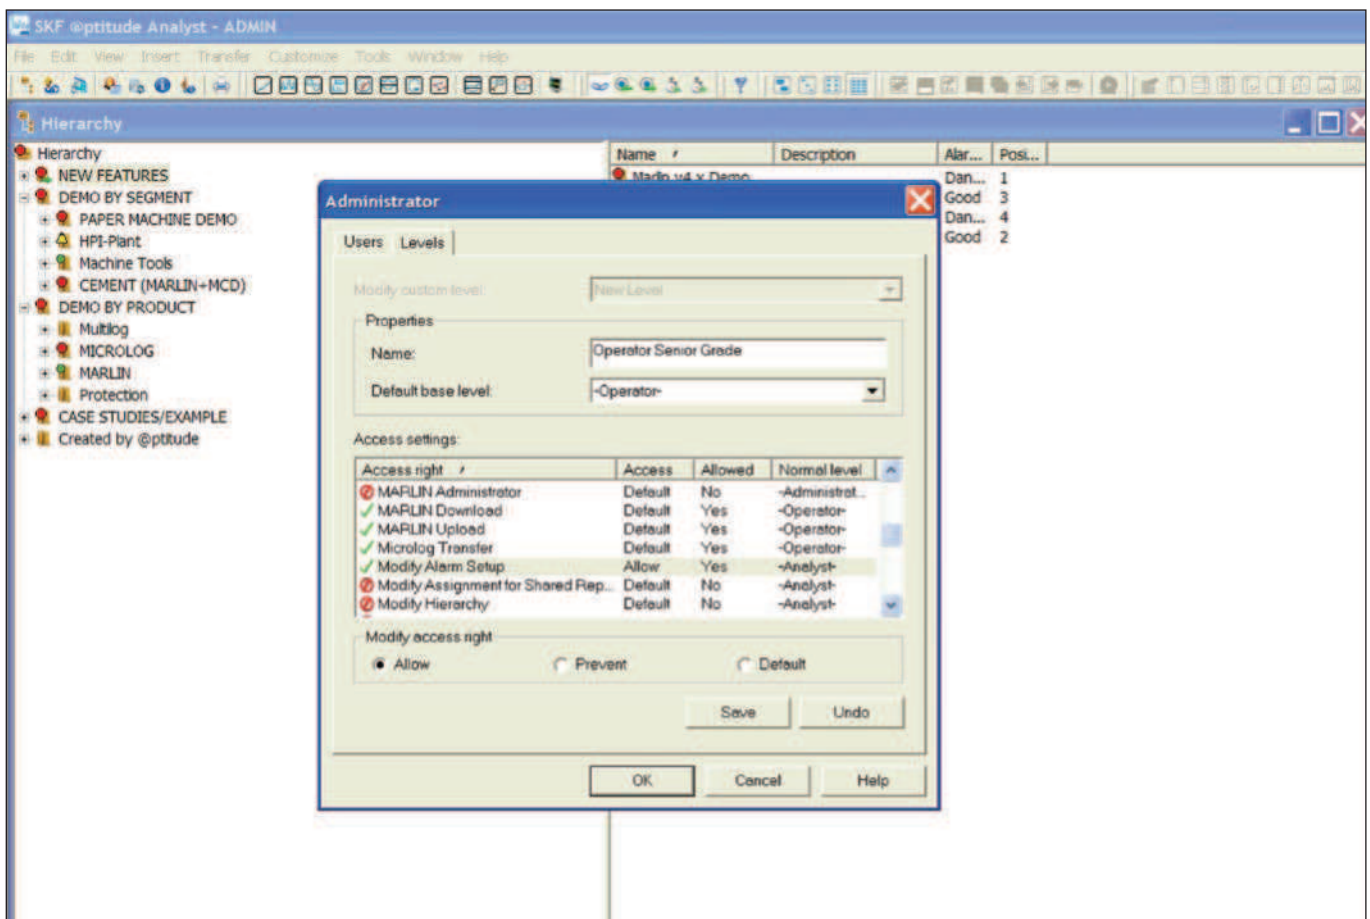 SKF @ptitude Analyst - ADMIN
File Edit View Insert Transfer Customize Tools Window Help
Hierarchy
Hierarchy
NEW FEATURES
DEMO BY SEGMENT
PAPER MACHINE DEMO
HPI-Plant
Machine Tools
CEMENT (MARLIN+MCD)
DEMO BY PRODUCT
Multilog
MICROLOG
MARLIN
Protection
CASE STUDIES/EXAMPLE
Created by @ptitude
Name Description Alar... Posi...
Marlin v4 x Demo Dan... 1
Good 3
Dan... 4
Good 2
Administrator
Users Levels
Modify custom level: New Level
Properties
Name: Operator Senior Grade
Default base level: -Operator-
Access settings:
Access right Access Allowed Normal level
MARLIN Administrator Default No -Administrat...
MARLIN Download Default Yes -Operator-
MARLIN Upload Default Yes -Operator-
Microlog Transfer Default Yes -Operator-
Modify Alarm Setup Allow Yes -Analyst-
Modify Assignment for Shared Rep... Default No -Analyst-
Modify Hierarchy Default No -Analyst-
Modify access right
Allow Prevent Default
Save Undo
OK Cancel Help